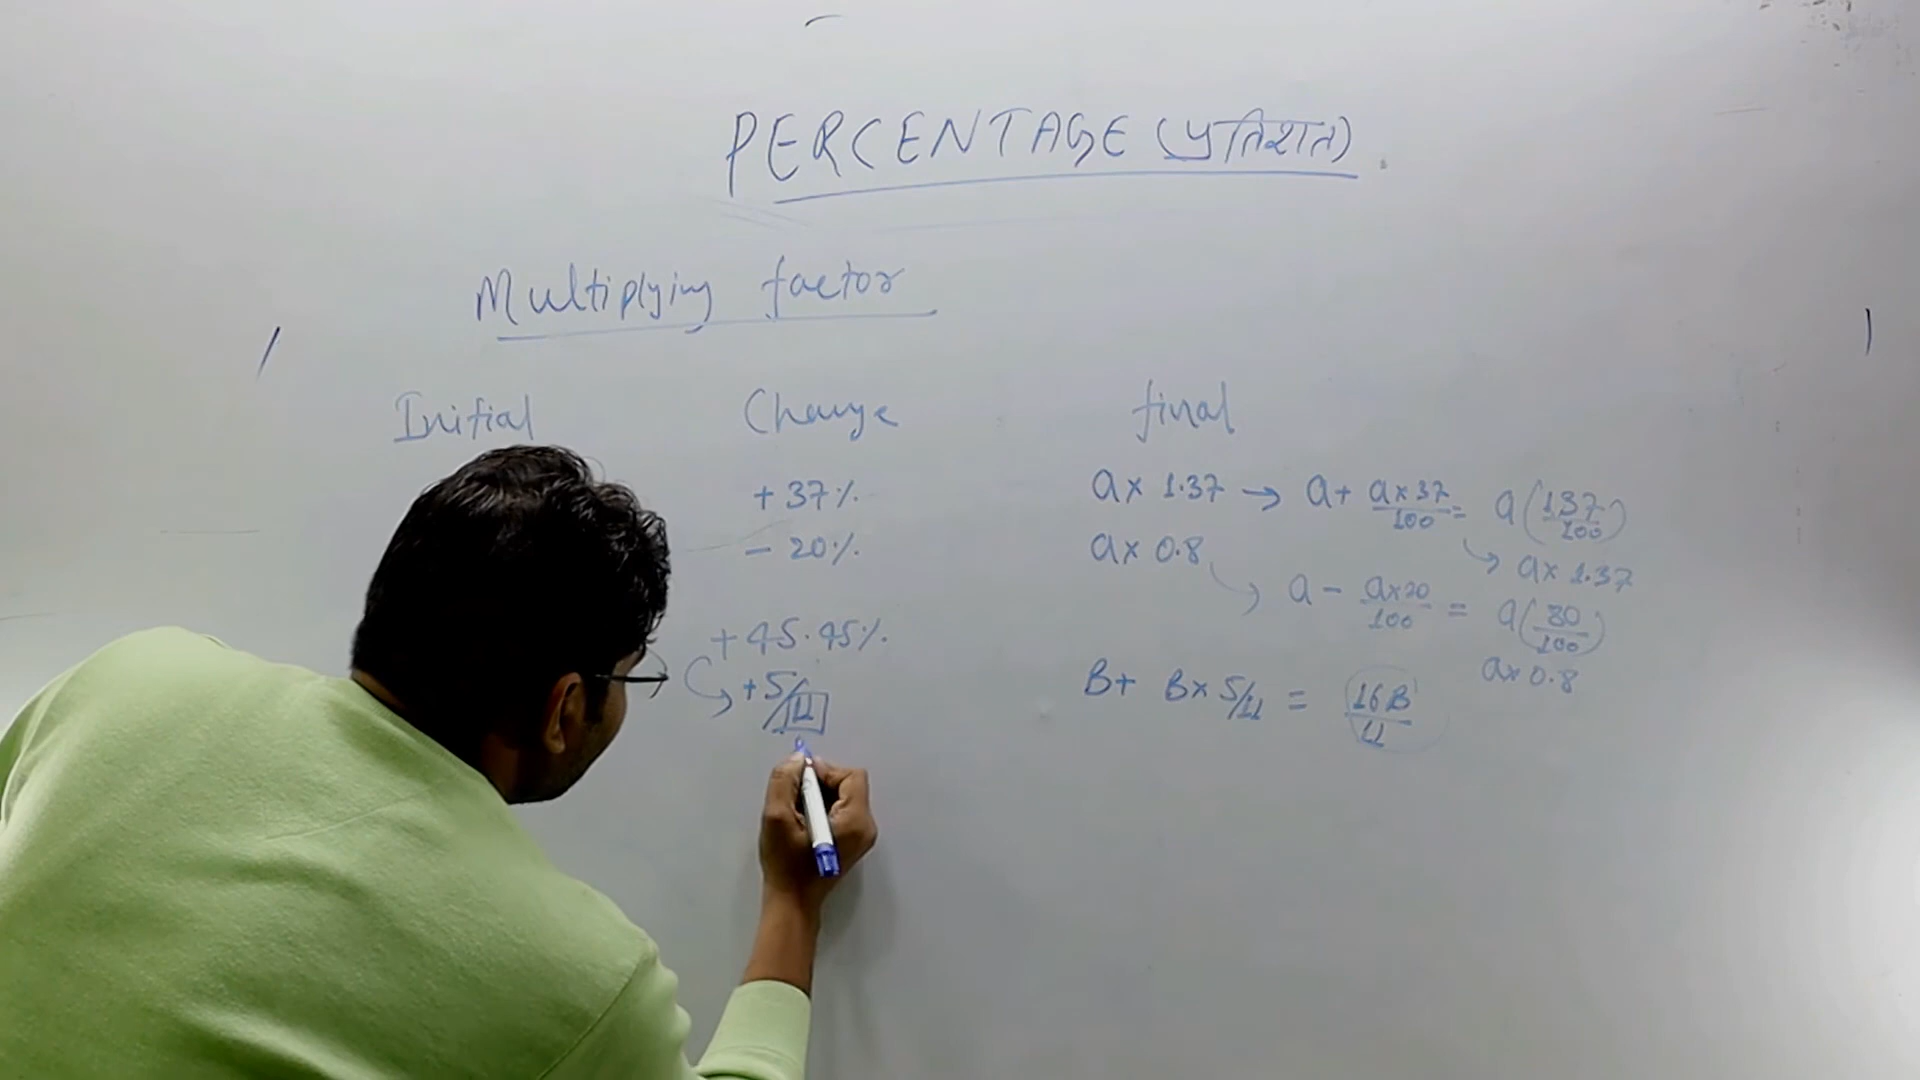 PERCENTAGE (प्रतिशत)
Multiplying factor
Initial Change final
+ 37% a x 1.37 → a + a x 37/100 = a(137/100)
→ a x 1.37
- 20% a x 0.8
→ a - a x 20/100 = a(80/100)
a x 0.8
+ 45.45%
→ +5/11 B + B x 5/11 = 16B/11